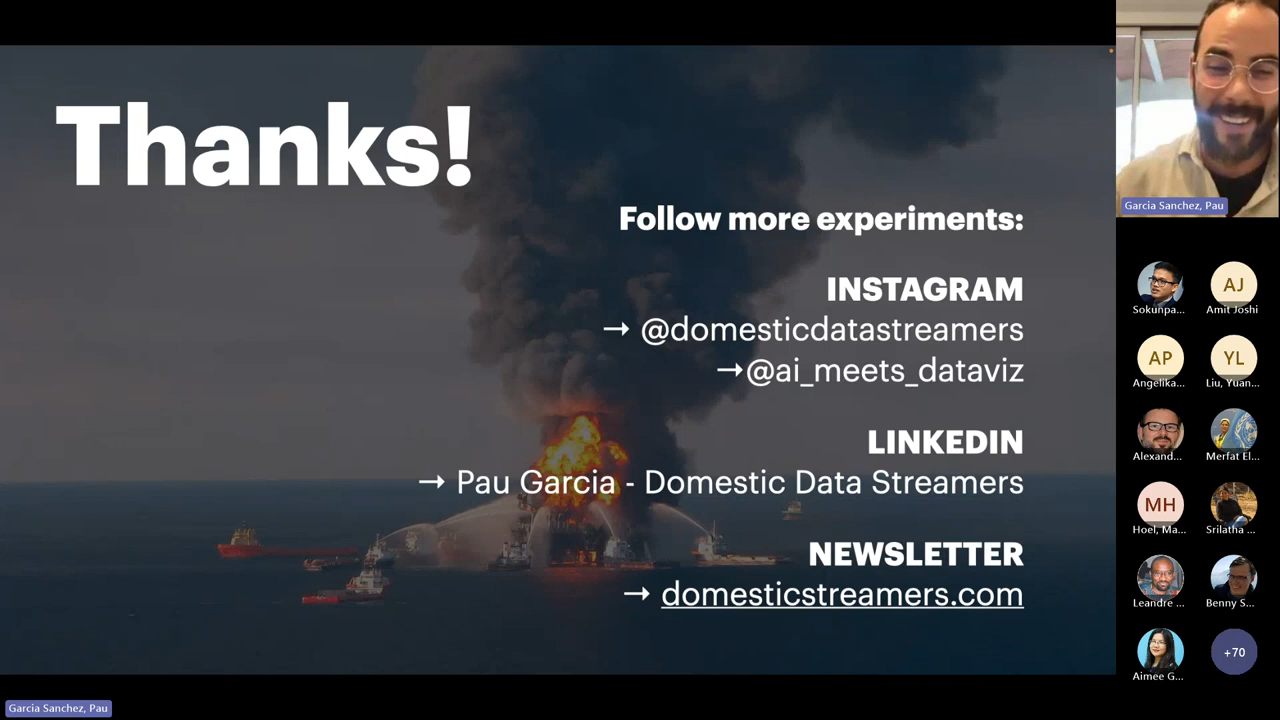 Thanks!
Follow more experiments:
INSTAGRAM
→ @domesticdatastreamers
→@ai_meets_dataviz
LINKEDIN
→ Pau Garcia - Domestic Data Streamers
NEWSLETTER
→ domesticstreamers.com
Garcia Sanchez, Pau
Sokunpa...
AJ
Amit Joshi
AP
Angelika...
YL
Liu, Yuan...
Alexand...
Merfat El...
MH
Hoel, Ma...
Srilatha ...
Leandre ...
Benny S...
Aimee G...
+70
Garcia Sanchez, Pau